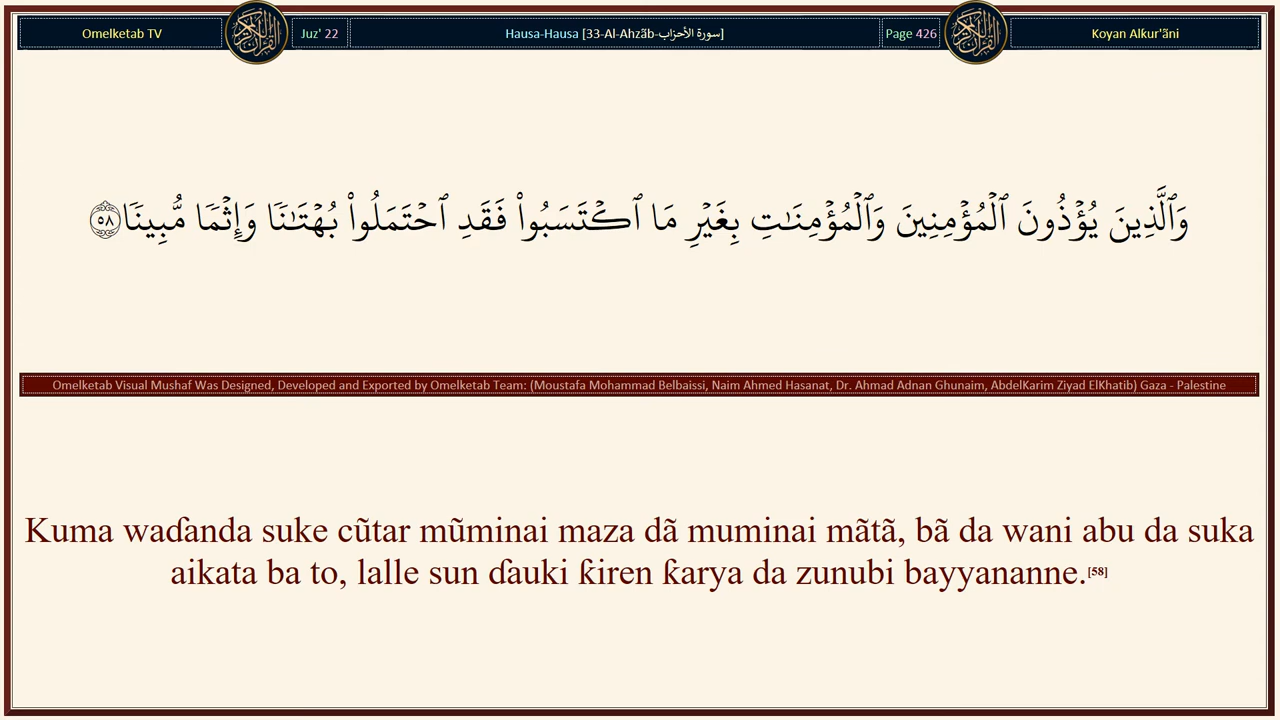 Omelketab TV
Juz' 22
Hausa-Hausa [33-Al-Ahzãb-سورة الأحزاب]
Page 426
Koyan Alƙur'ãni
وَٱلَّذِينَ يُؤۡذُونَ ٱلۡمُؤۡمِنِينَ وَٱلۡمُؤۡمِنَٰتِ بِغَيۡرِ مَا ٱكۡتَسَبُواْ فَقَدِ ٱحۡتَمَلُواْ بُهۡتَٰنٗا وَإِثۡمٗا مُّبِينٗا ٥٨
Omelketab Visual Mushaf Was Designed, Developed and Exported by Omelketab Team: (Moustafa Mohammad Belbaissi, Naim Ahmed Hasanat, Dr. Ahmad Adnan Ghunaim, AbdelKarim Ziyad ElKhatib) Gaza - Palestine
Kuma waɗanda suke cũtar mũminai maza dã muminai mãtã, bã da wani abu da suka
aikata ba to, lalle sun ɗauki ƙiren ƙarya da zunubi bayyananne.[58]